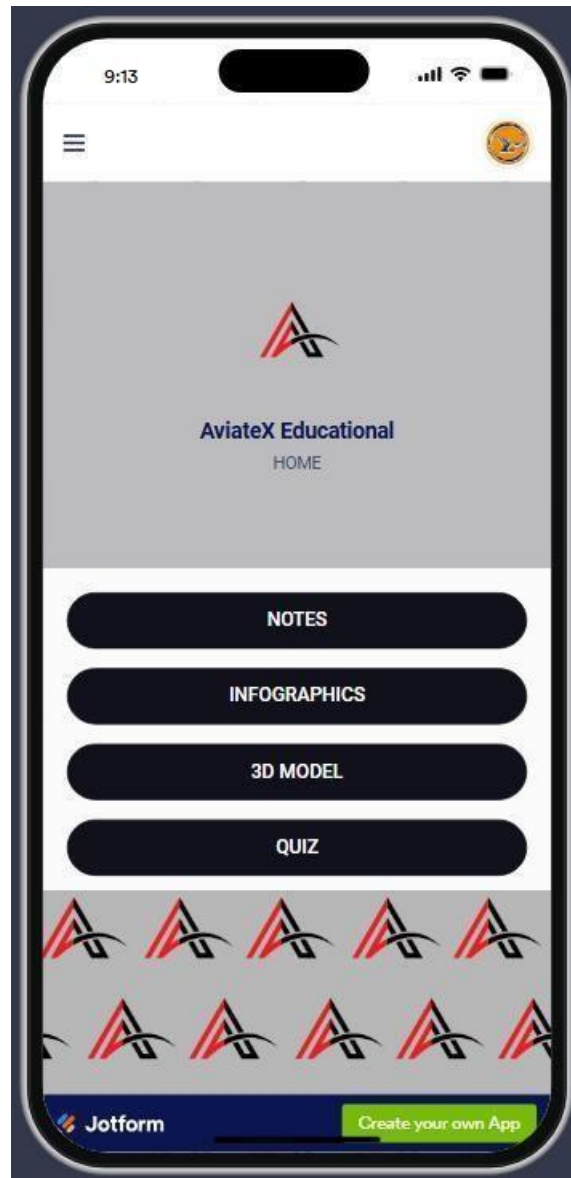 9:13
AviateX Educational
HOME
NOTES
INFOGRAPHICS
3D MODEL
QUIZ
Jotform
Create your own App